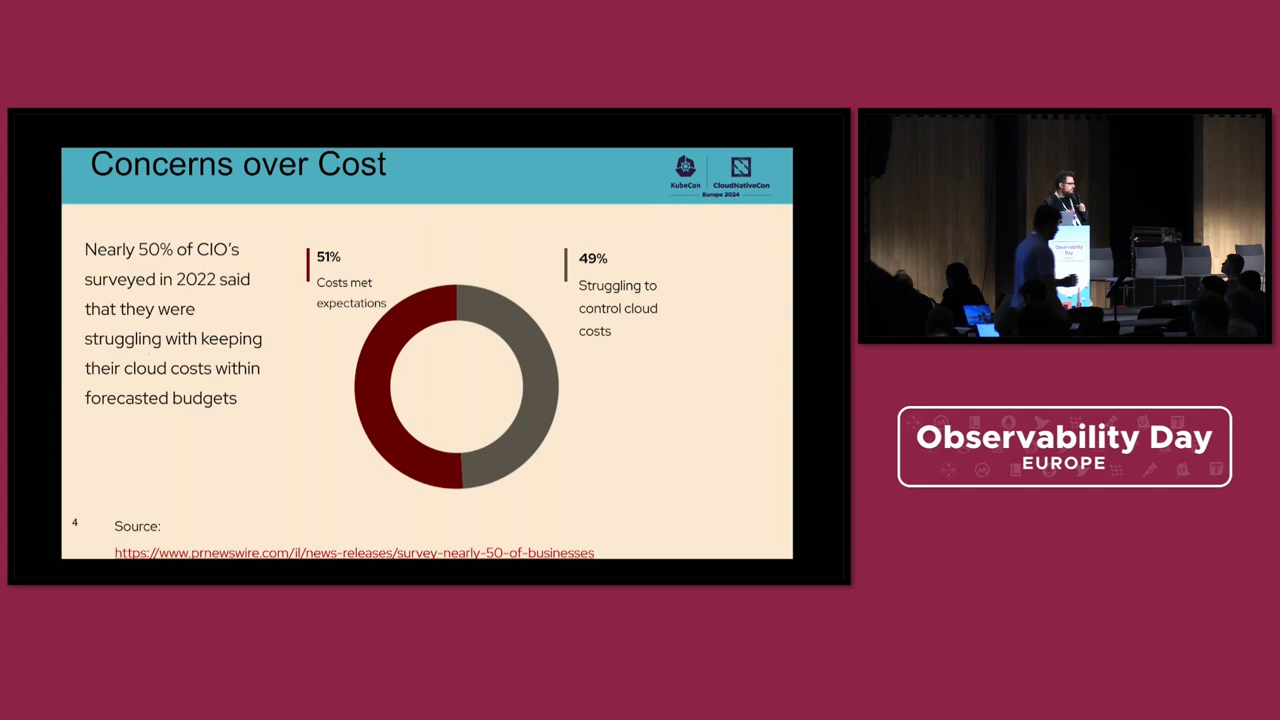 Concerns over Cost
KubeCon
CloudNativeCon
Europe 2024
Nearly 50% of CIO's
surveyed in 2022 said
that they were
struggling with keeping
their cloud costs within
forecasted budgets
51%
Costs met
expectations
49%
Struggling to
control cloud
costs
4
Source:
https://www.prnewswire.com/il/news-releases/survey-nearly-50-of-businesses
Observability
Day
Observability Day
EUROPE